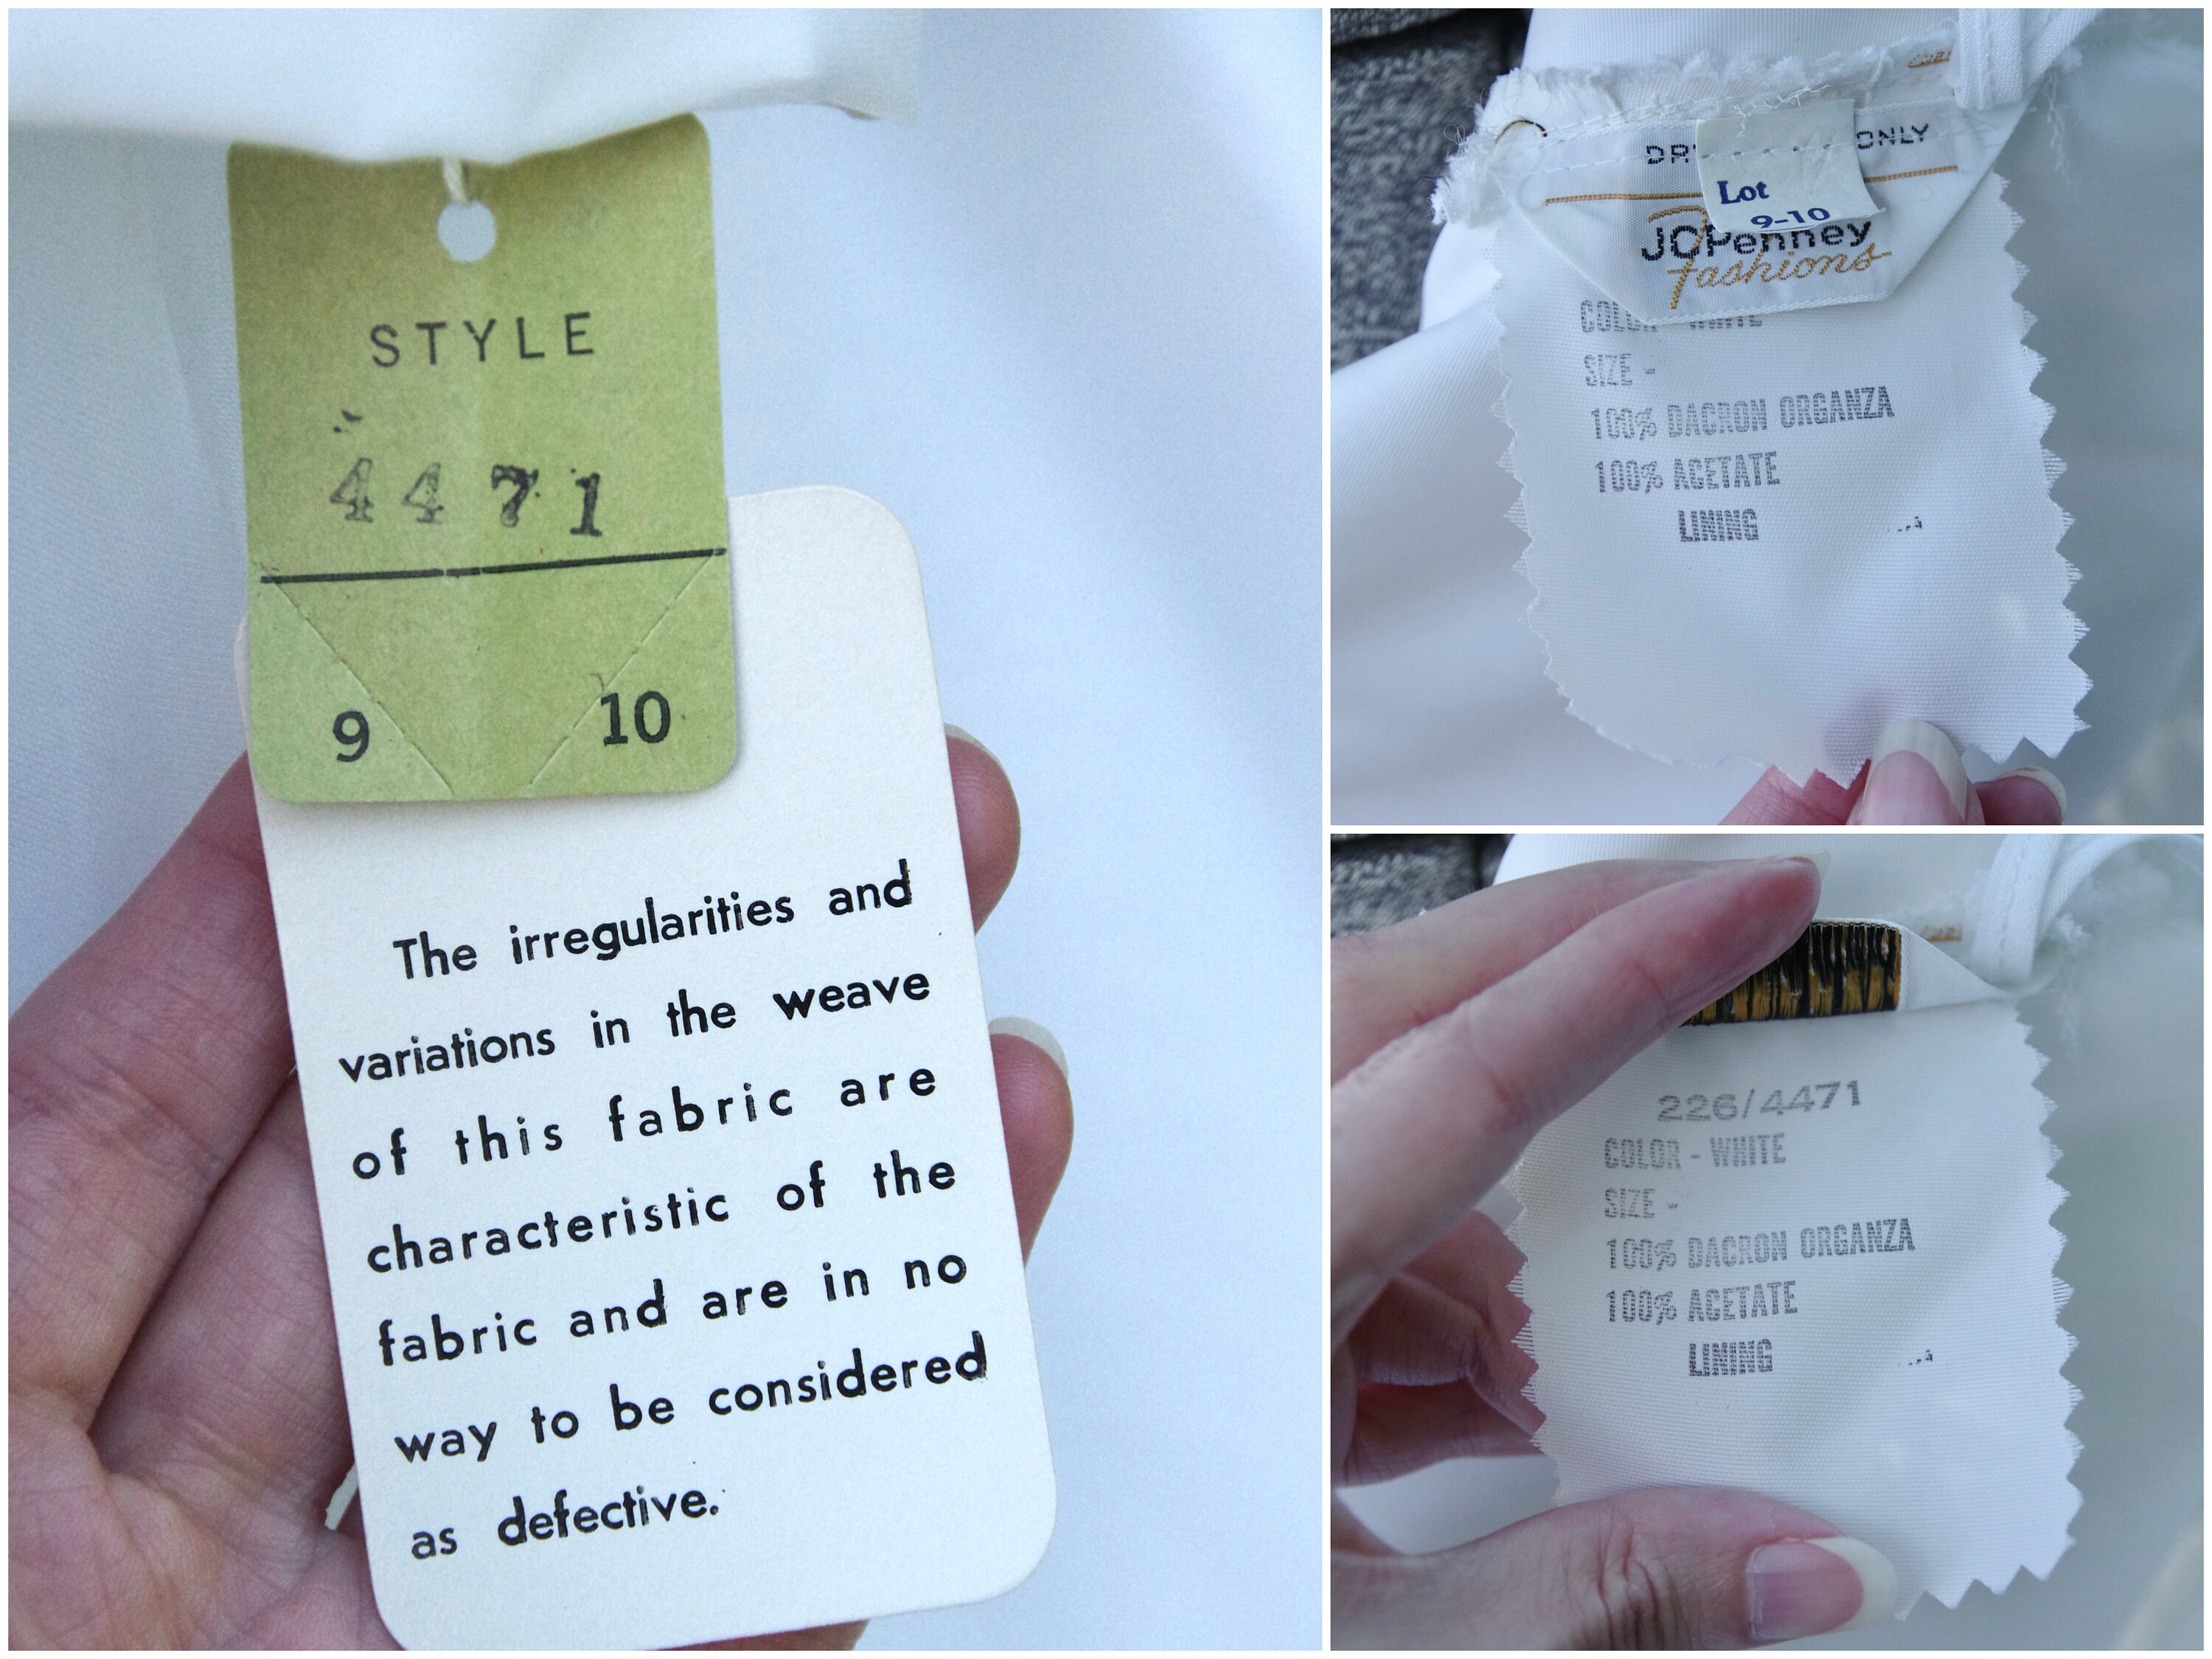 STYLE
4471
9 10
The irregularities and
variations in the weave
of this fabric are
characteristic of the
fabric and are in no
way to be considered
as defective.
ONLY
Lot
9-10
JCPenney
fashions
COLOR - WHITE
SIZE -
100% DACRON ORGANZA
100% ACETATE
LINING
226/4471
COLOR - WHITE
SIZE -
100% DACRON ORGANZA
100% ACETATE
LINING